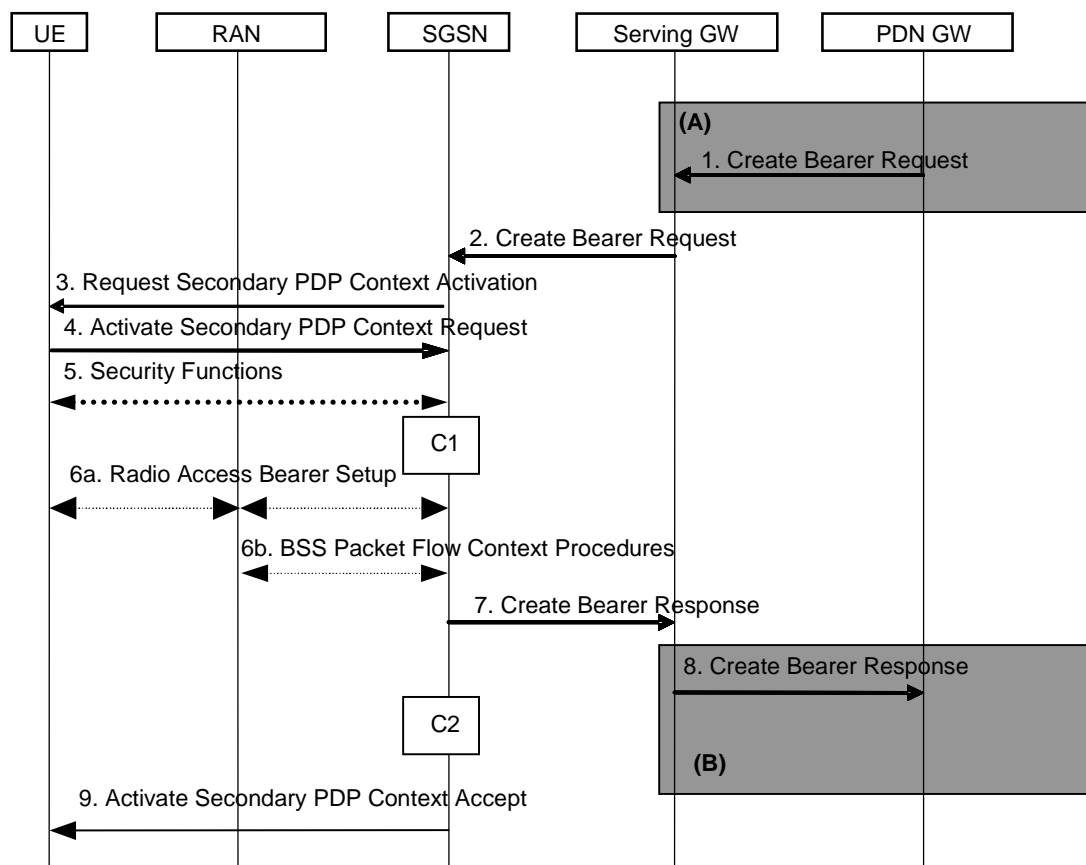 UE
RAN
SGSN
Serving GW
PDN GW
(A)
1. Create Bearer Request
2. Create Bearer Request
3. Request Secondary PDP Context Activation
4. Activate Secondary PDP Context Request
5. Security Functions
C1
6a. Radio Access Bearer Setup
6b. BSS Packet Flow Context Procedures
7. Create Bearer Response
8. Create Bearer Response
C2
(B)
9. Activate Secondary PDP Context Accept